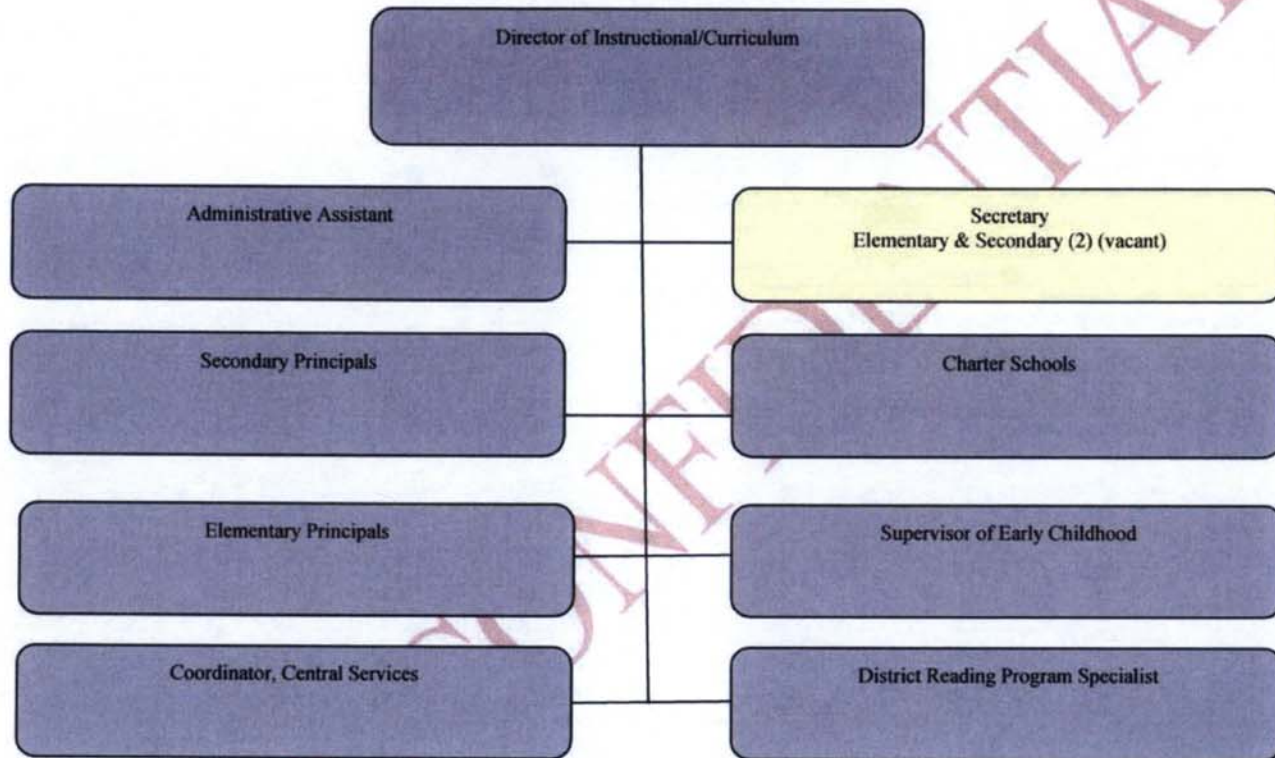 Director of Instructional/Curriculum
Administrative Assistant
Secretary
Elementary & Secondary (2) (vacant)
Secondary Principals
Charter Schools
Elementary Principals
Supervisor of Early Childhood
Coordinator, Central Services
District Reading Program Specialist
CONFIDENTIAL